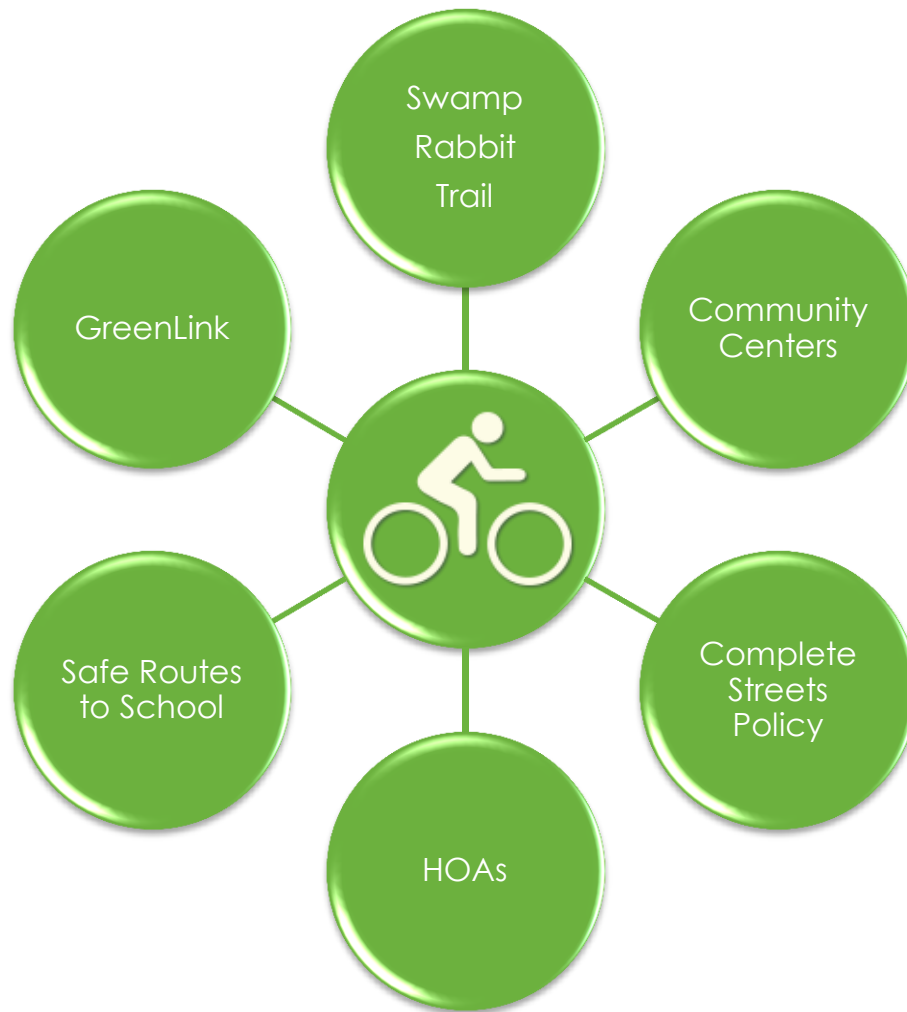 Swamp
Rabbit
Trail
GreenLink
Community
Centers
Safe Routes
to School
Complete
Streets
Policy
HOAs